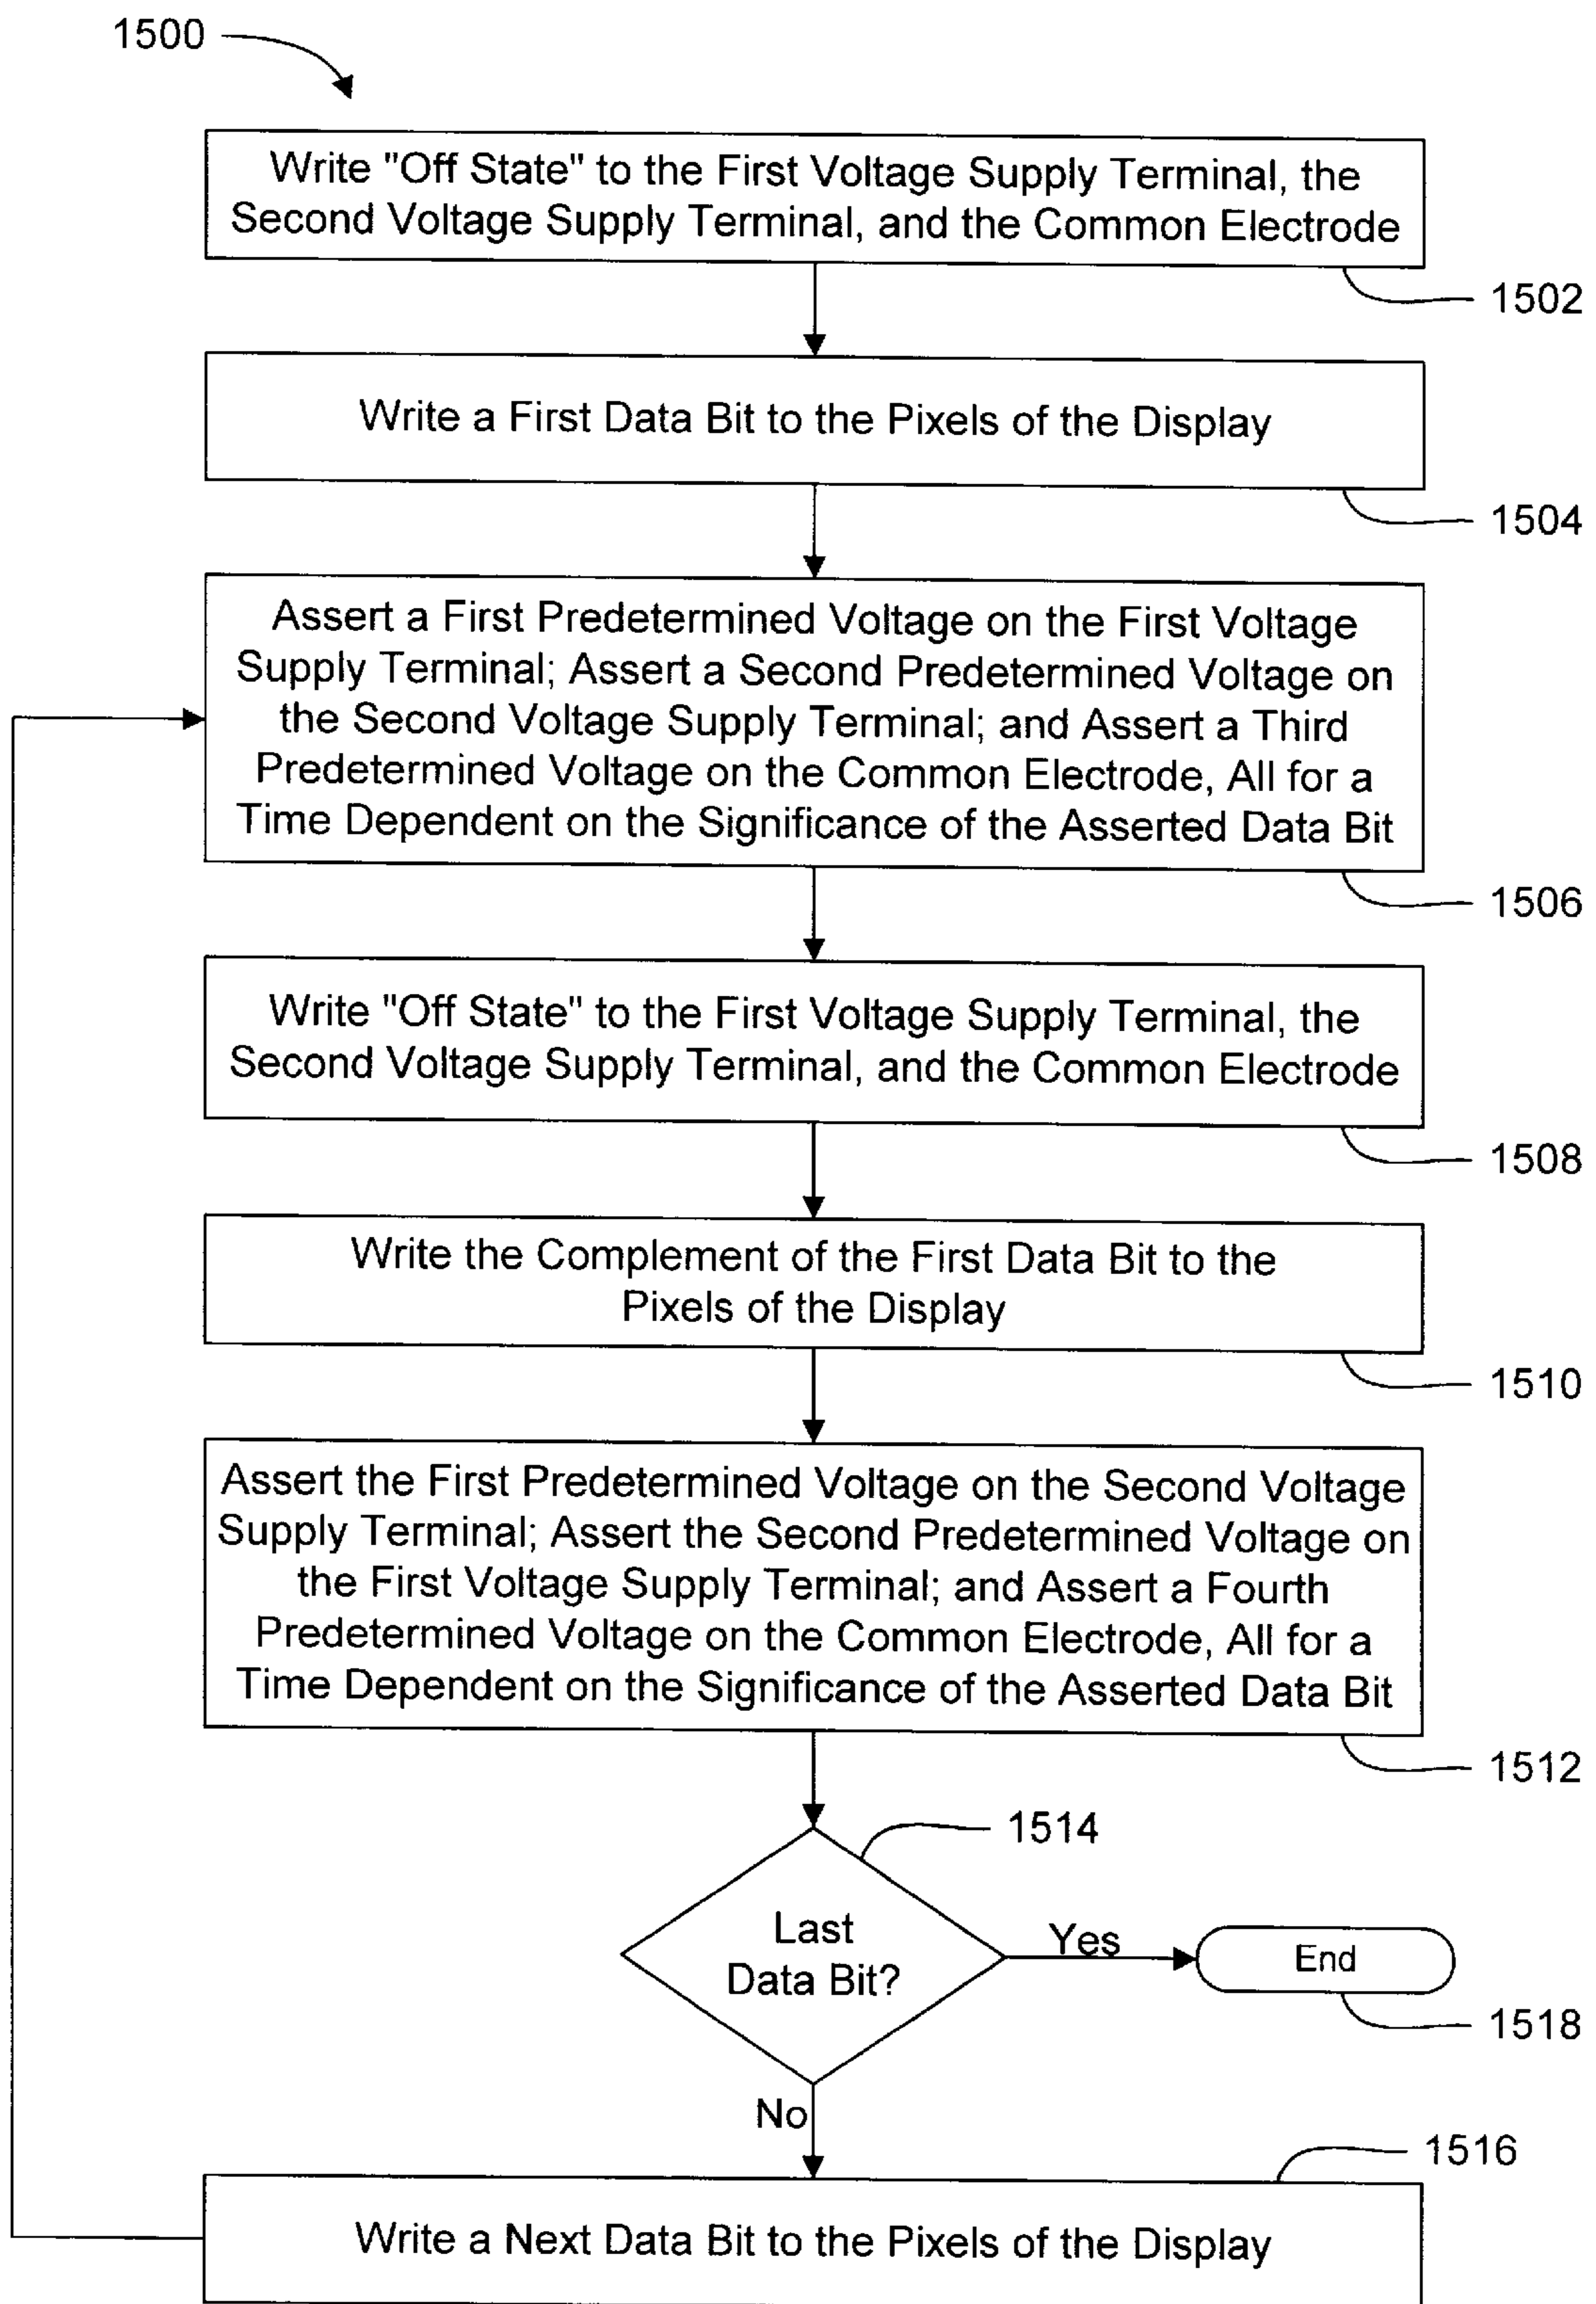 1500
Write "Off State" to the First Voltage Supply Terminal, the
Second Voltage Supply Terminal, and the Common Electrode
1502
Write a First Data Bit to the Pixels of the Display
1504
Assert a First Predetermined Voltage on the First Voltage
Supply Terminal; Assert a Second Predetermined Voltage on
the Second Voltage Supply Terminal; and Assert a Third
Predetermined Voltage on the Common Electrode, All for a
Time Dependent on the Significance of the Asserted Data Bit
1506
Write "Off State" to the First Voltage Supply Terminal, the
Second Voltage Supply Terminal, and the Common Electrode
1508
Write the Complement of the First Data Bit to the
Pixels of the Display
1510
Assert the First Predetermined Voltage on the Second Voltage
Supply Terminal; Assert the Second Predetermined Voltage on
the First Voltage Supply Terminal; and Assert a Fourth
Predetermined Voltage on the Common Electrode, All for a
Time Dependent on the Significance of the Asserted Data Bit
1512
1514
Last
Data Bit?
Yes
End
1518
No
1516
Write a Next Data Bit to the Pixels of the Display